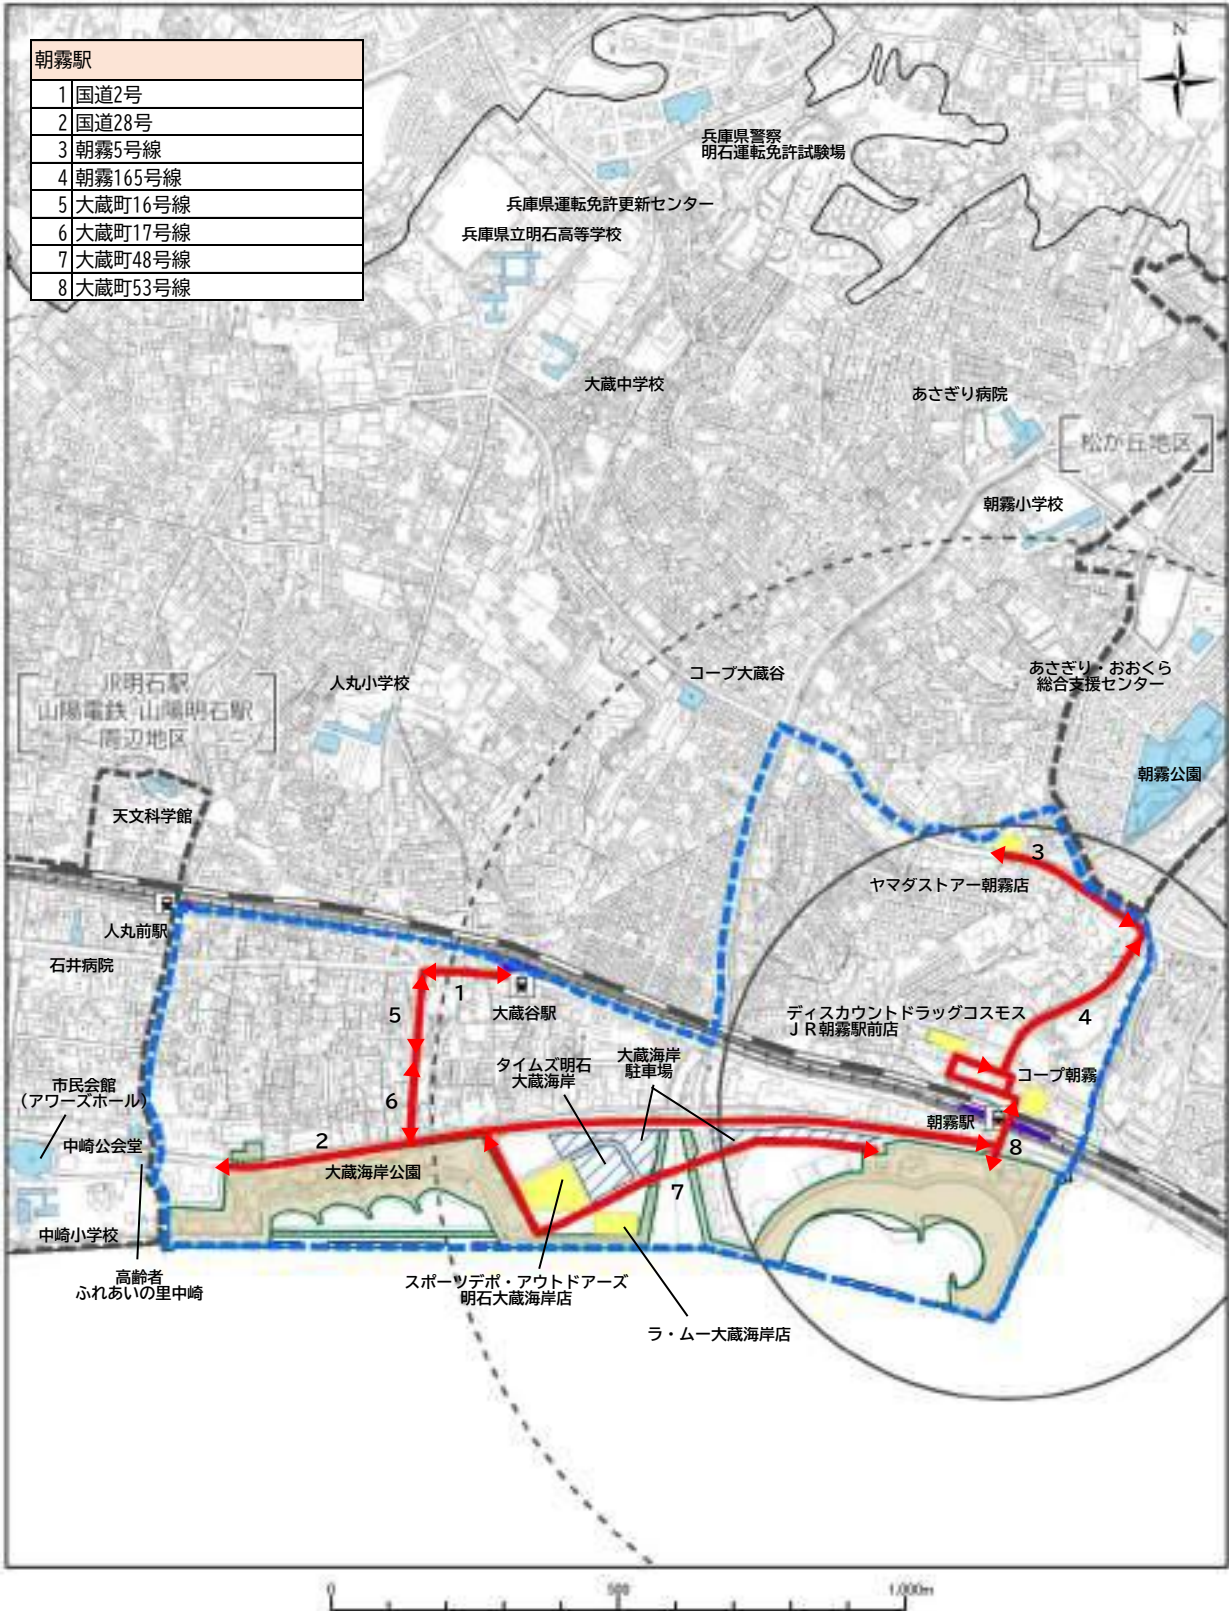 朝霧駅
1 国道2号
2 国道28号
3 朝霧5号線
4 朝霧165号線
5 大蔵町16号線
6 大蔵町17号線
7 大蔵町48号線
8 大蔵町53号線
N
兵庫県警察
明石運転免許試験場
兵庫県運転免許更新センター
兵庫県立明石高等学校
大蔵中学校
あさぎり病院
松が丘地区
朝霧小学校
コープ大蔵谷
あさぎり・おおくら
総合支援センター
人丸小学校
JR明石駅
山陽電鉄 山陽明石駅
周辺地区
朝霧公園
天文科学館
3
ヤマダストアー朝霧店
人丸前駅
石井病院
1
大蔵谷駅
5
ディスカウントドラッグコスモス
ＪＲ朝霧駅前店
4
タイムズ明石
大蔵海岸
大蔵海岸
駐車場
コープ朝霧
市民会館
（アワーズホール）
6
朝霧駅
2
中崎公会堂
8
大蔵海岸公園
7
中崎小学校
高齢者
ふれあいの里中崎
スポーツデポ・アウトドアーズ
明石大蔵海岸店
ラ・ムー大蔵海岸店
0 500 1,000m